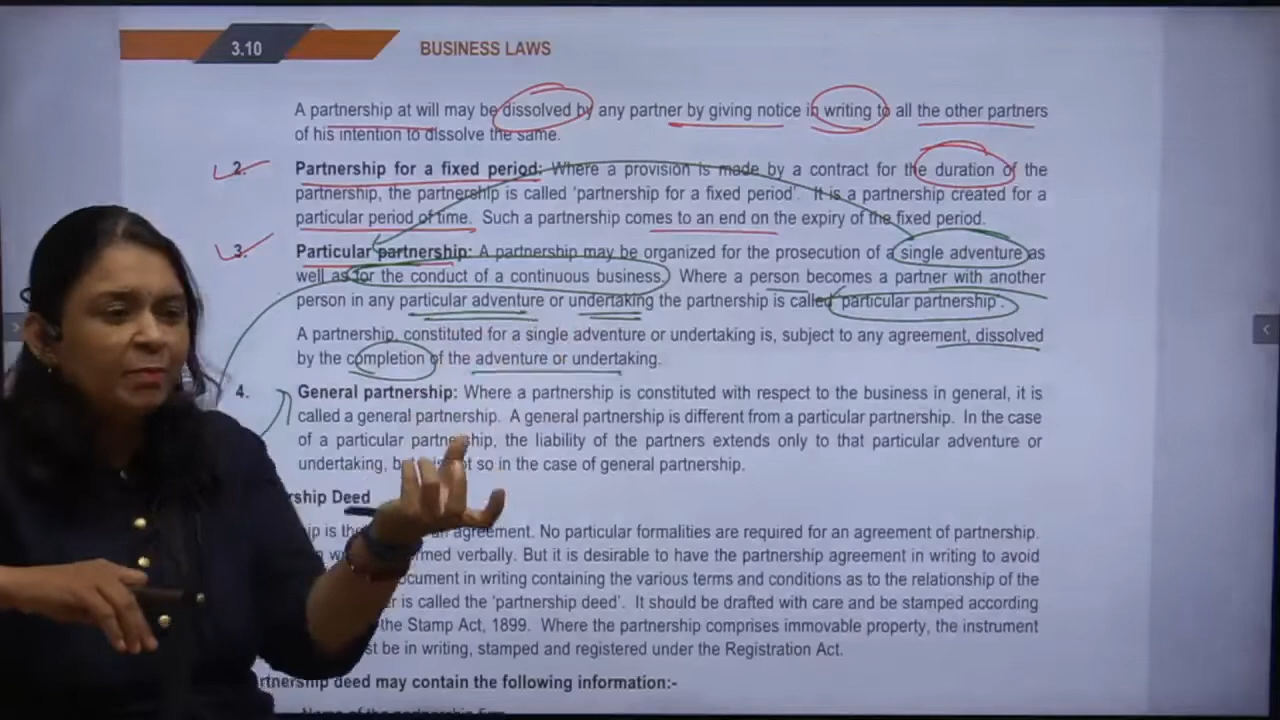 3.10 BUSINESS LAWS
A partnership at will may be dissolved by any partner by giving notice in writing to all the other partners
of his intention to dissolve the same.
2. Partnership for a fixed period: Where a provision is made by a contract for the duration of the
partnership, the partnership is called ‘partnership for a fixed period’. It is a partnership created for a
particular period of time. Such a partnership comes to an end on the expiry of the fixed period.
3. Particular partnership: A partnership may be organized for the prosecution of a single adventure as
well as for the conduct of a continuous business. Where a person becomes a partner with another
person in any particular adventure or undertaking the partnership is called ‘particular partnership’.
A partnership, constituted for a single adventure or undertaking is, subject to any agreement, dissolved
by the completion of the adventure or undertaking.
4. General partnership: Where a partnership is constituted with respect to the business in general, it is
called a general partnership. A general partnership is different from a particular partnership. In the case
of a particular partnership, the liability of the partners extends only to that particular adventure or
undertaking, in the case of general partnership.
Deed
is agreement. No particular formalities are required for an agreement of partnership.
verbally. But it is desirable to have the partnership agreement in writing to avoid
in writing containing the various terms and conditions as to the relationship of the
is called the ‘partnership deed’. It should be drafted with care and be stamped according
the Stamp Act, 1899. Where the partnership comprises immovable property, the instrument
be in writing, stamped and registered under the Registration Act.
deed may contain the following information:-